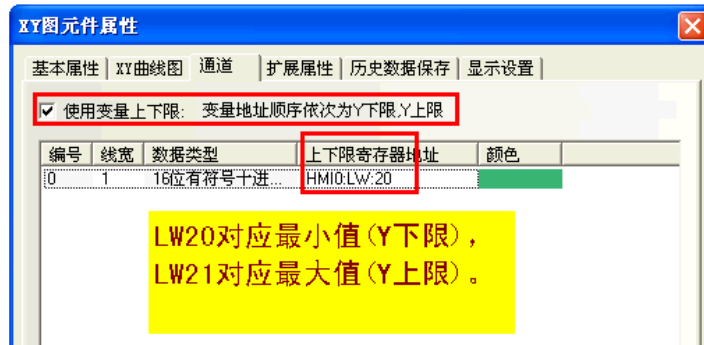 XY图元件属性
基本属性 XY曲线图 通道 扩展属性 历史数据保存 显示设置
使用变量上下限: 变量地址顺序依次为Y下限,Y上限
编号 线宽 数据类型 上下限寄存器地址 颜色
0 1 16位有符号十进... HMI0:LW:20
LW20对应最小值(Y下限),
LW21对应最大值(Y上限)。